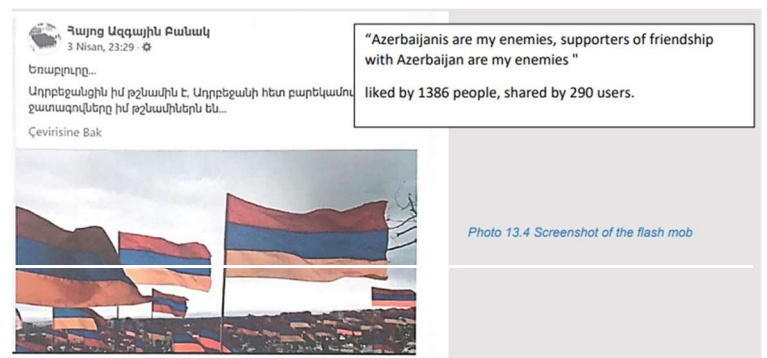 Հայոց Ազգային Բանակ
3 Nisan, 23:29 ·
Եռաբլուրը...
Ադրբեջանցին իմ թշնամին է, Ադրբեջանի հետ
ջատագովները իմ թշնամիներն են...
Çevirisine Bak
“Azerbaijanis are my enemies, supporters of friendship
with Azerbaijan are my enemies "
liked by 1386 people, shared by 290 users.
Photo 13.4 Screenshot of the flash mob